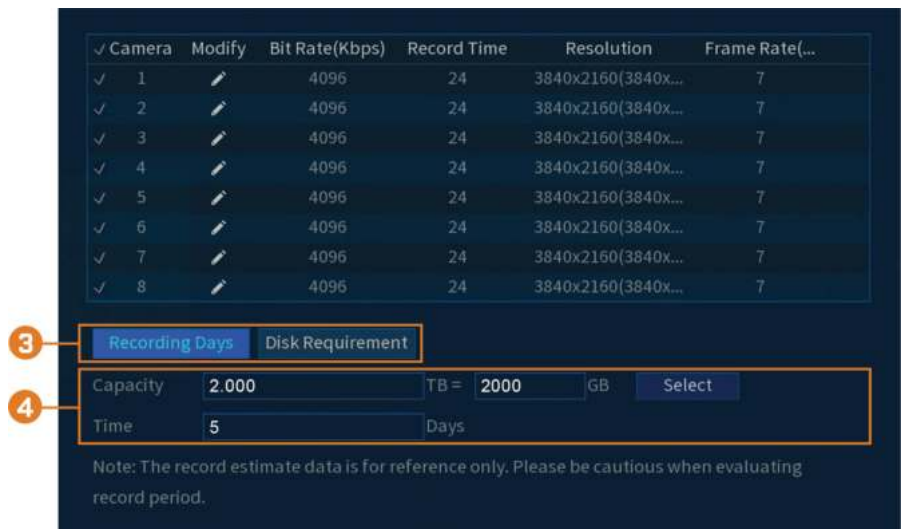 ✓ Camera Modify Bit Rate(Kbps) Record Time Resolution Frame Rate(...
✓ 1 4096 24 3840x2160(3840x... 7
✓ 2 4096 24 3840x2160(3840x... 7
✓ 3 4096 24 3840x2160(3840x... 7
✓ 4 4096 24 3840x2160(3840x... 7
✓ 5 4096 24 3840x2160(3840x... 7
✓ 6 4096 24 3840x2160(3840x... 7
✓ 7 4096 24 3840x2160(3840x... 7
✓ 8 4096 24 3840x2160(3840x... 7
3 Recording Days Disk Requirement
4 Capacity 2.000 TB = 2000 GB Select
Time 5 Days
Note: The record estimate data is for reference only. Please be cautious when evaluating
record period.